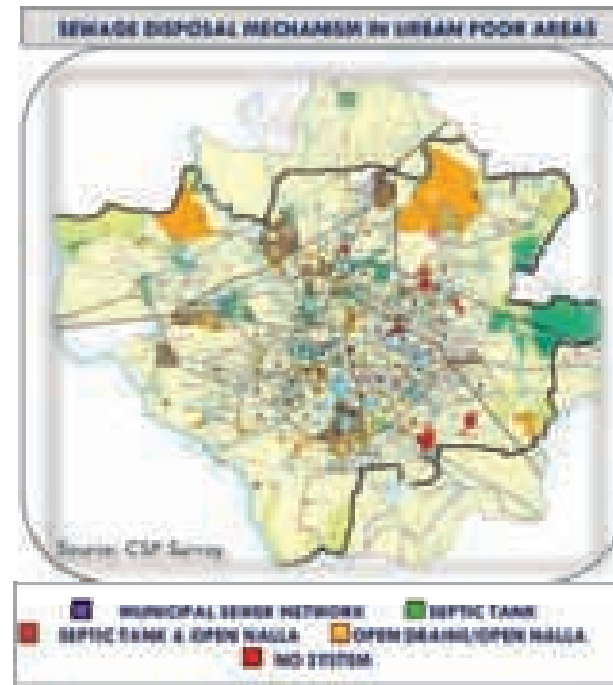 SEWAGE DISPOSAL MECHANISM IN URBAN POOR AREAS
Source: CSP Survey
MUNICIPAL SEWER NETWORK SEPTIC TANK
SEPTIC TANK & OPEN NALLA OPEN DRAINS/OPEN NALLA
NO SYSTEM